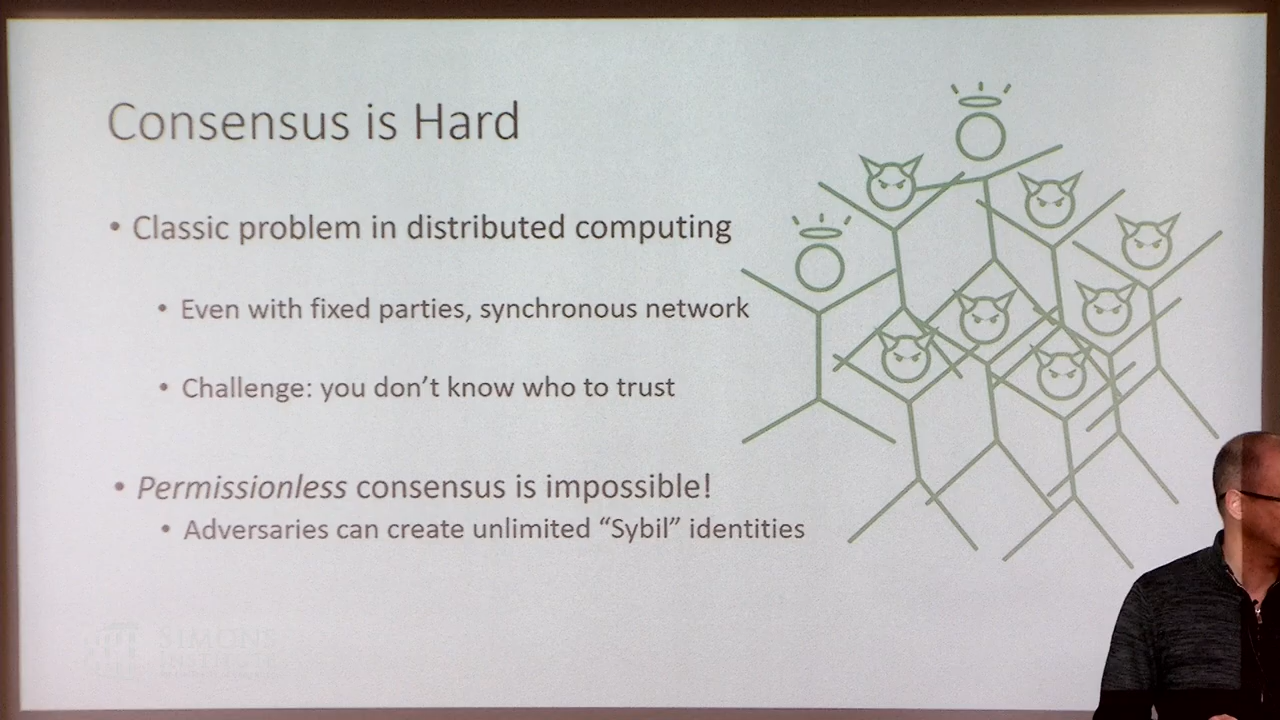 Consensus is Hard
• Classic problem in distributed computing
• Even with fixed parties, synchronous network
• Challenge: you don’t know who to trust
• Permissionless consensus is impossible!
• Adversaries can create unlimited “Sybil” identities
SIMONS
INSTITUTE